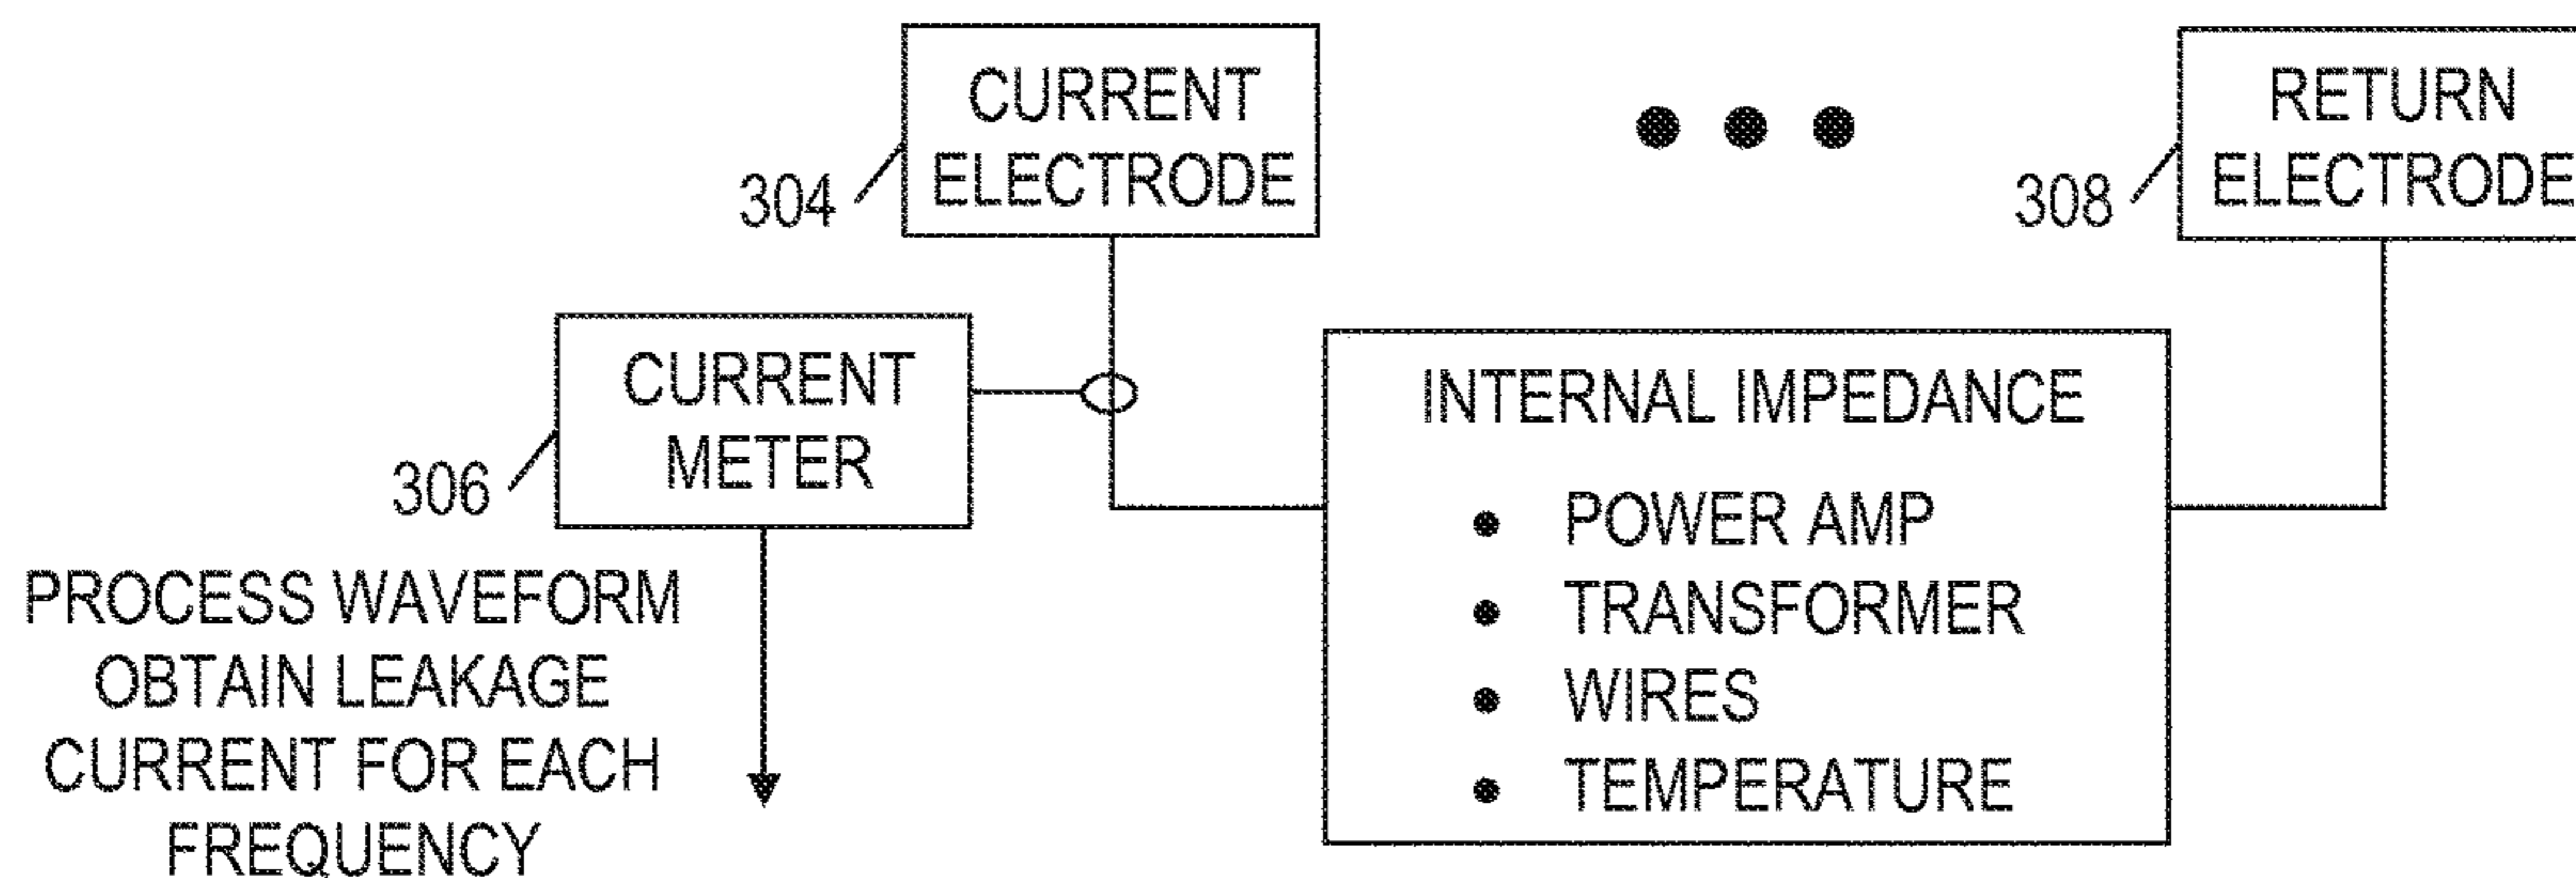 CURRENT
ELECTRODE
304
RETURN
ELECTRODE
308
CURRENT
METER
306
INTERNAL IMPEDANCE
• POWER AMP
• TRANSFORMER
• WIRES
• TEMPERATURE
PROCESS WAVEFORM
OBTAIN LEAKAGE
CURRENT FOR EACH
FREQUENCY